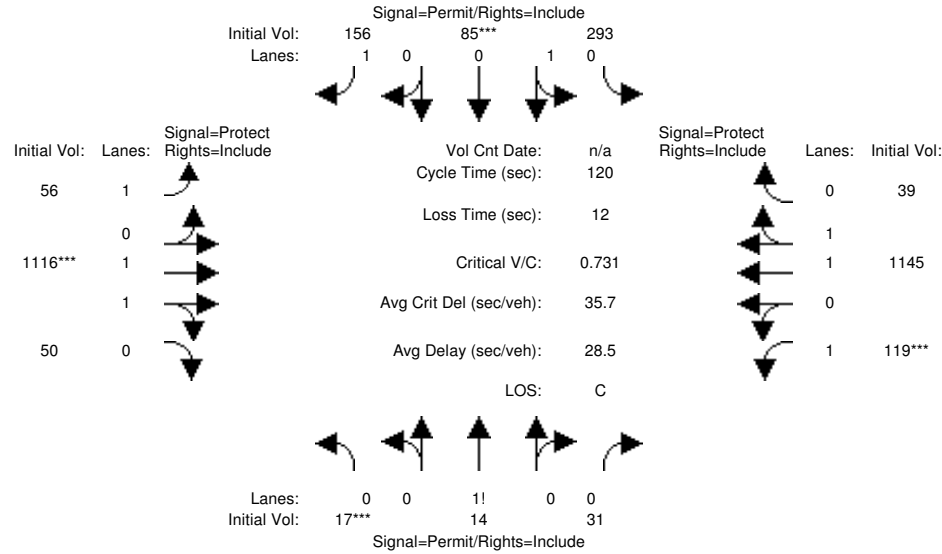 Signal=Permit/Rights=Include
Initial Vol: 156 85*** 293
Lanes: 1 0 0 1 0
Signal=Protect
Rights=Include
Initial Vol: Lanes:
Vol Cnt Date: n/a
Signal=Protect
Rights=Include
Lanes: Initial Vol:
Cycle Time (sec): 120
56 1
0 39
Loss Time (sec): 12
0
1
1116*** 1
Critical V/C: 0.731
1 1145
1
Avg Crit Del (sec/veh): 35.7
0
50 0
Avg Delay (sec/veh): 28.5
1 119***
LOS: C
Lanes: 0 0 1! 0 0
Initial Vol: 17*** 14 31
Signal=Permit/Rights=Include